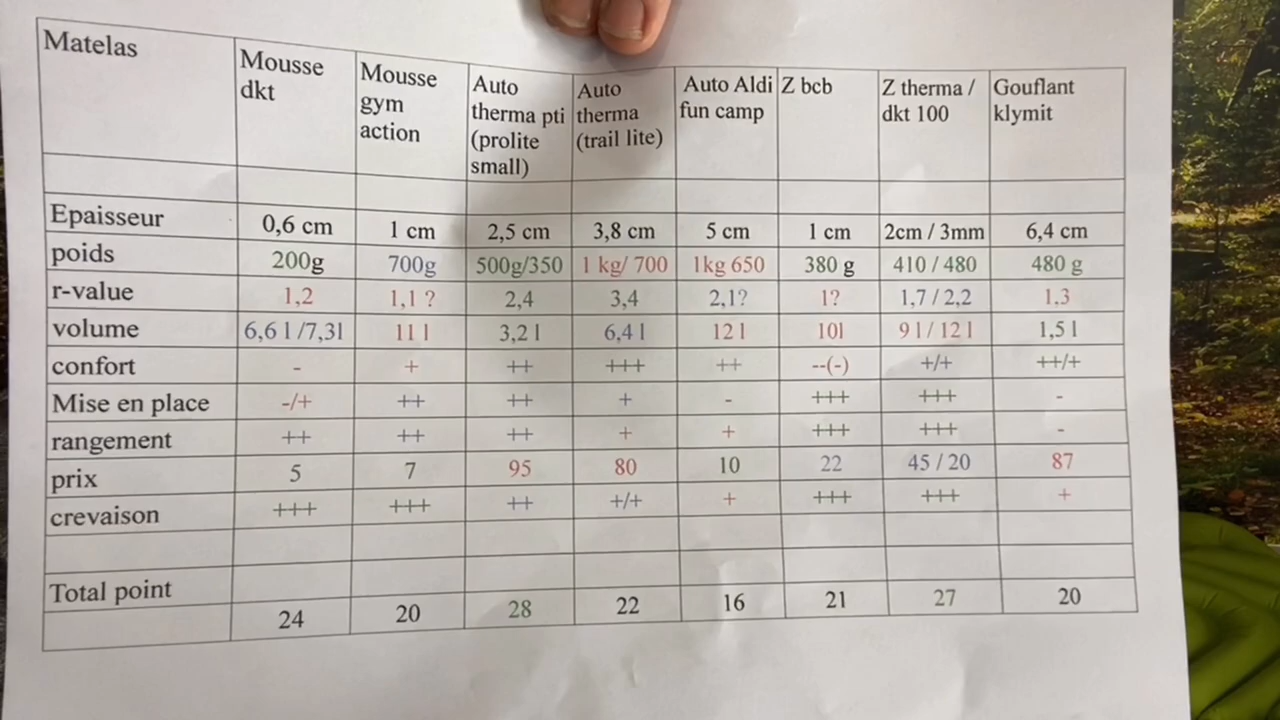 Matelas Mousse dkt Mousse gym action Auto therma pti (prolite small) Auto therma (trail lite) Auto Aldi fun camp Z bcb Z therma / dkt 100 Gouflant klymit
Epaisseur 0,6 cm 1 cm 2,5 cm 3,8 cm 5 cm 1 cm 2cm / 3mm 6,4 cm
poids 200g 700g 500g/350 1 kg/ 700 1kg 650 380 g 410 / 480 480 g
r-value 1,2 1,1 ? 2,4 3,4 2,1? 1? 1,7 / 2,2 1.3
volume 6,6 l /7,3l 11 l 3,2 l 6,4 l 12 l 10l 9 l / 12 l 1,5 l
confort - + ++ +++ ++ --(-) +/+ ++/+
Mise en place -/+ ++ ++ + - +++ +++ -
rangement ++ ++ ++ + + +++ +++ -
prix 5 7 95 80 10 22 45 / 20 87
crevaison +++ +++ ++ +/+ + +++ +++ +
Total point
24 20 28 22 16 21 27 20